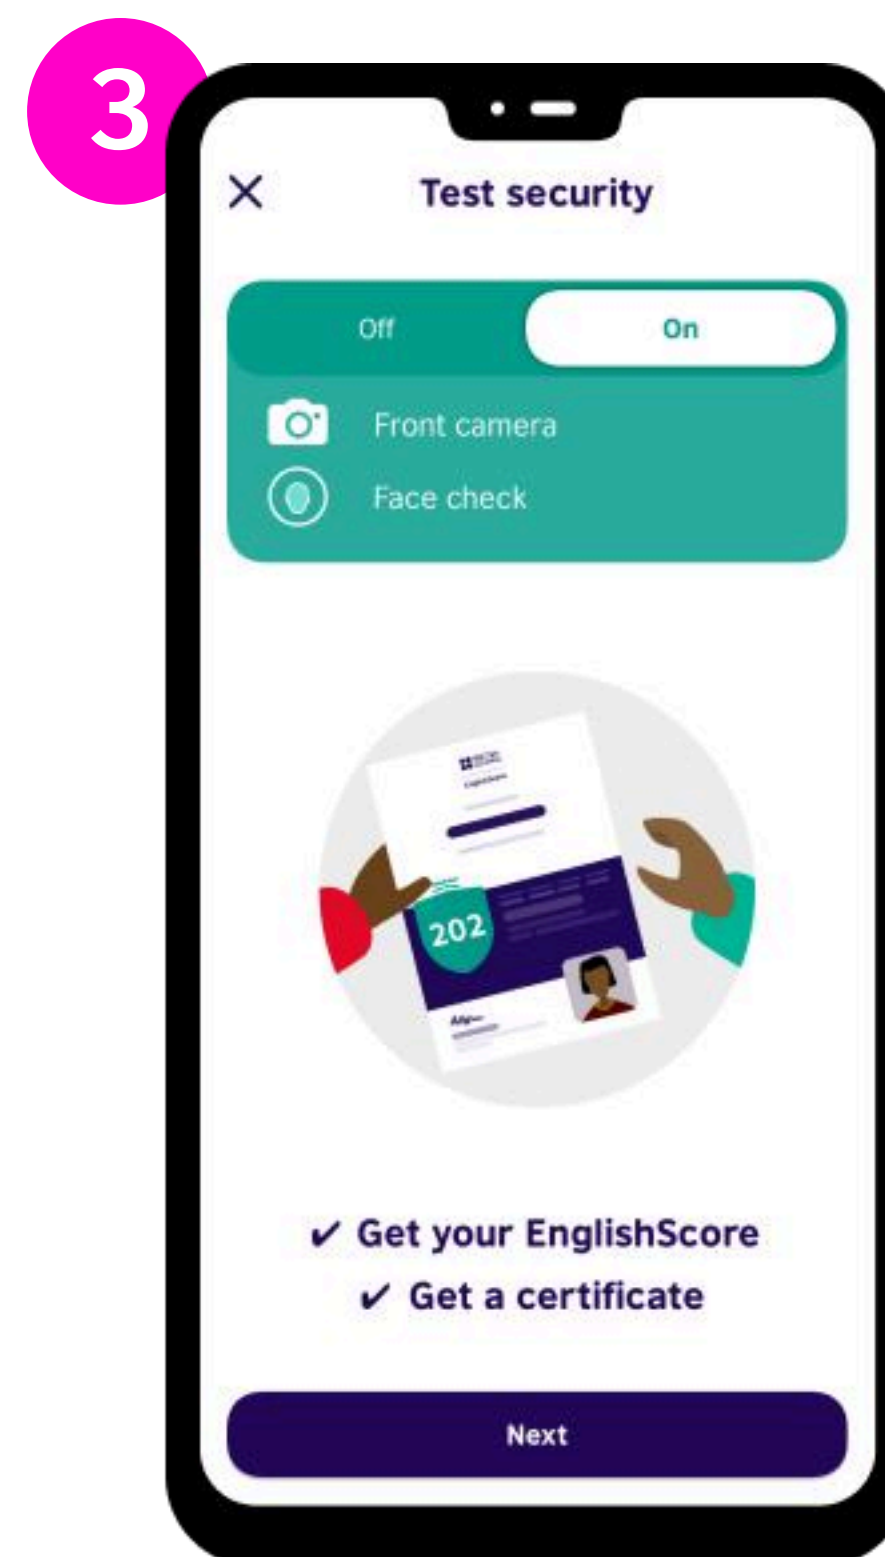 3
Test security
Off On
Front camera
Face check
202
✔ Get your EnglishScore
✔ Get a certificate
Next